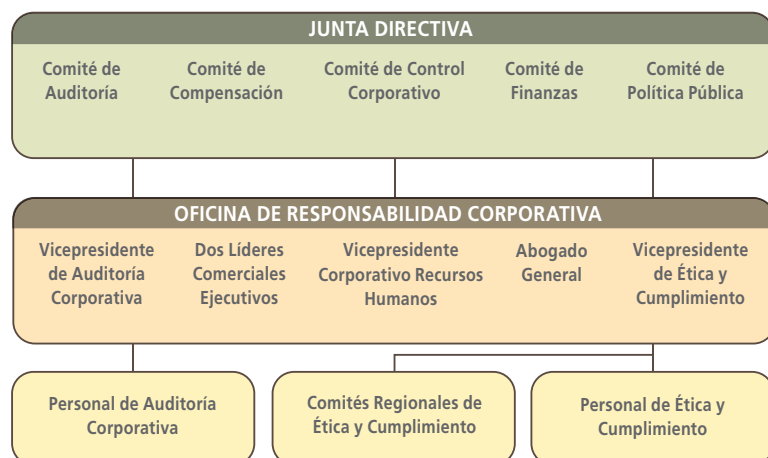 JUNTA DIRECTIVA
Comité de
Auditoría
Comité de
Compensación
Comité de Control
Corporativo
Comité de
Finanzas
Comité de
Política Pública
OFICINA DE RESPONSABILIDAD CORPORATIVA
Vicepresidente
de Auditoría
Corporativa
Dos Líderes
Comerciales
Ejecutivos
Vicepresidente
Corporativo Recursos
Humanos
Abogado
General
Vicepresidente
de Ética y
Cumplimiento
Personal de Auditoría
Corporativa
Comités Regionales de
Ética y Cumplimiento
Personal de Ética y
Cumplimiento